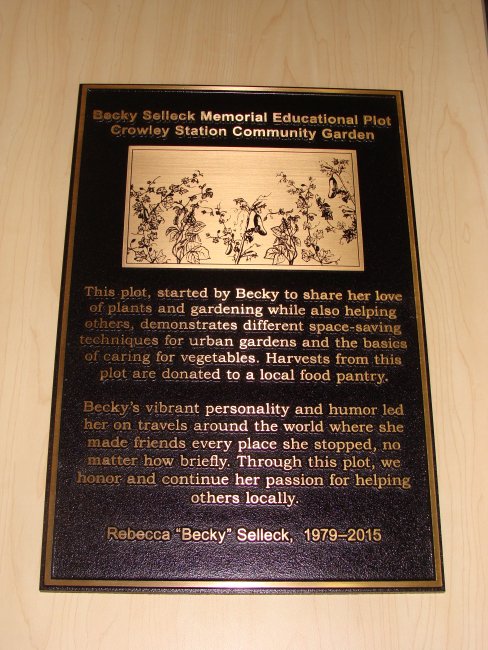 Becky Selleck Memorial Educational Plot
Crowley Station Community Garden
This plot, started by Becky to share her love
of plants and gardening while also helping
others, demonstrates different space-saving
techniques for urban gardens and the basics
of caring for vegetables. Harvests from this
plot are donated to a local food pantry.
Becky's vibrant personality and humor led
her on travels around the world where she
made friends every place she stopped, no
matter how briefly. Through this plot, we
honor and continue her passion for helping
others locally.
Rebecca "Becky" Selleck, 1979–2015